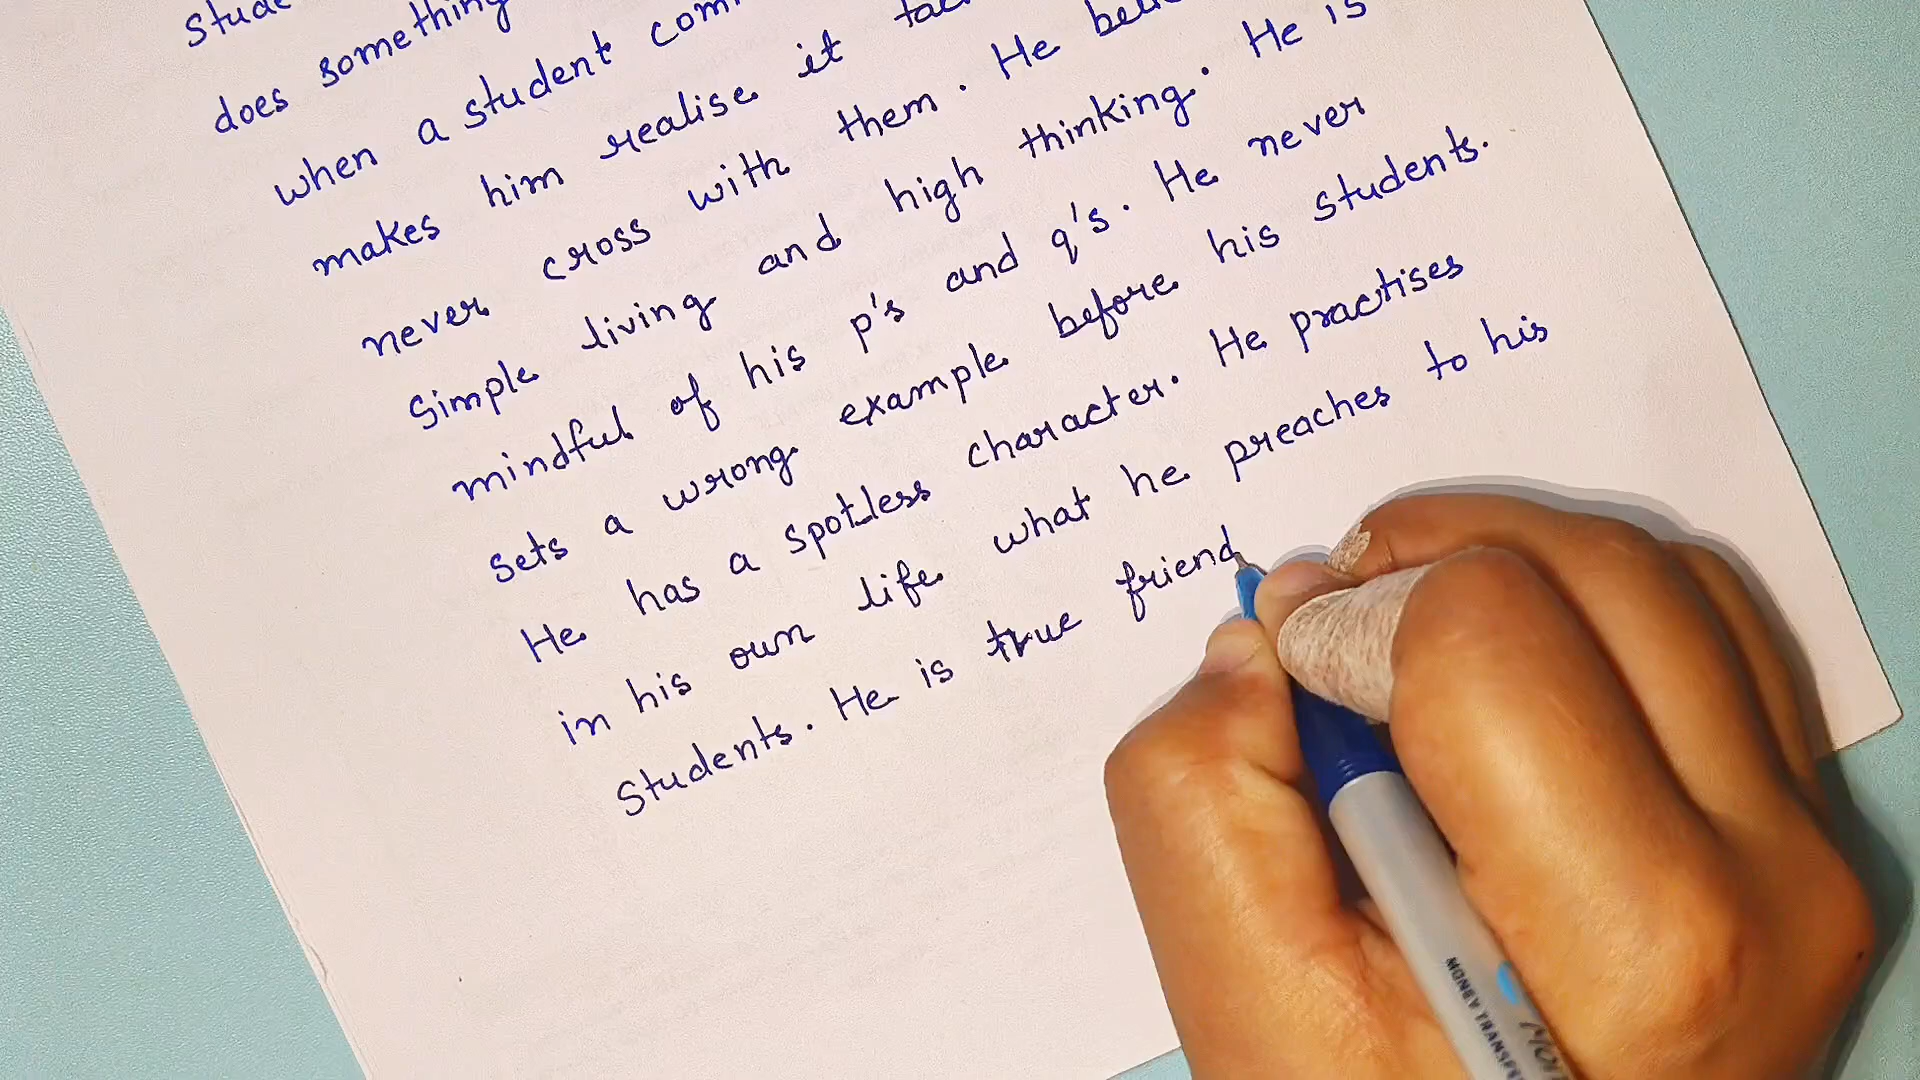 does something
when a student
makes him realise it
never cross with them. He
Simple living and high thinking. He is
mindful of his p's and q's. He never
sets a wrong example before his students.
He has a spotless character. He practises
in his own life what he preaches to his
students. He is true friend
MONEY TRANSFER